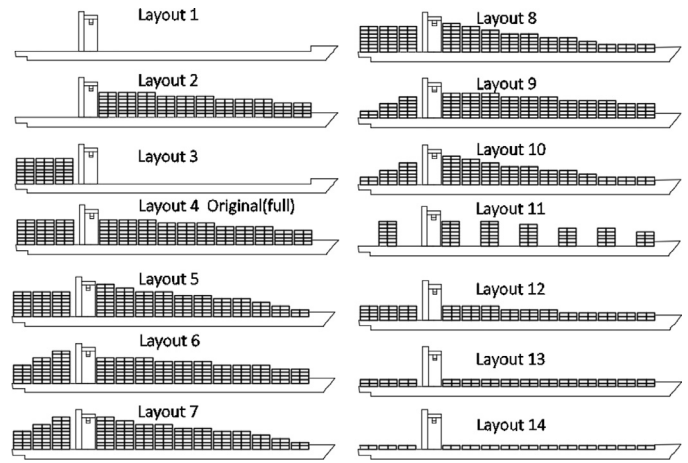 Layout 1
Layout 2
Layout 3
Layout 4 Original(full)
Layout 5
Layout 6
Layout 7
Layout 8
Layout 9
Layout 10
Layout 11
Layout 12
Layout 13
Layout 14